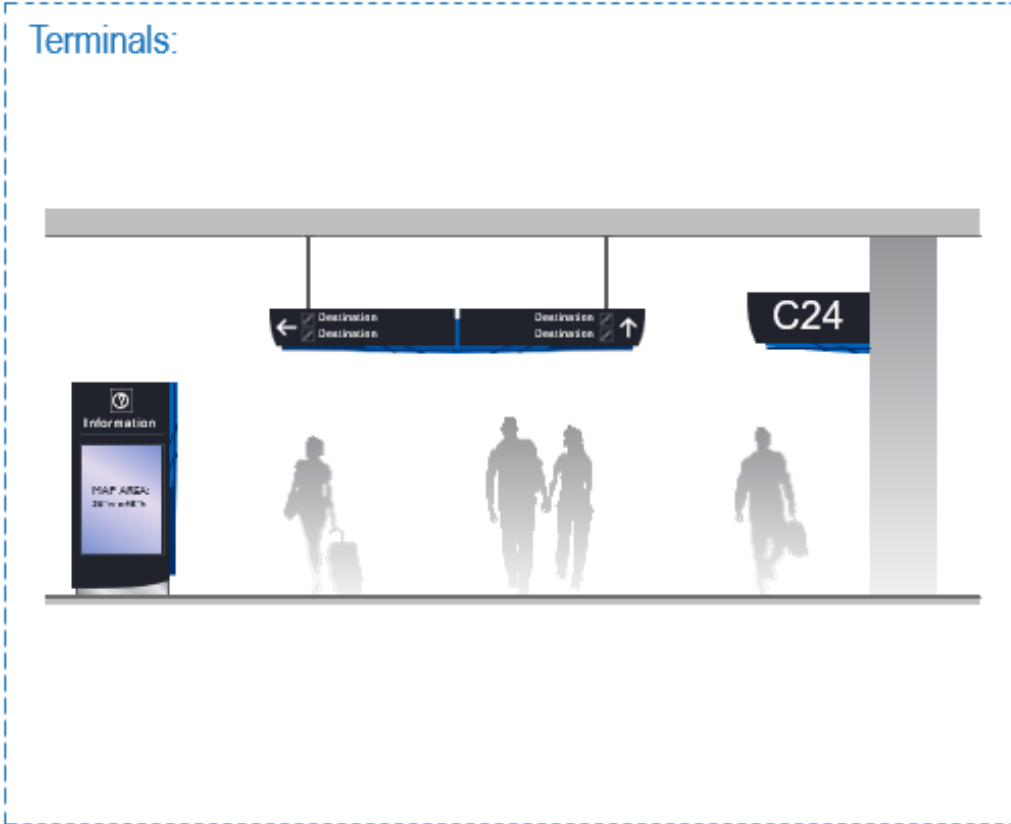 Terminals:
Destination
Destination
Destination
Destination
C24
?
Information
MAP AREA: